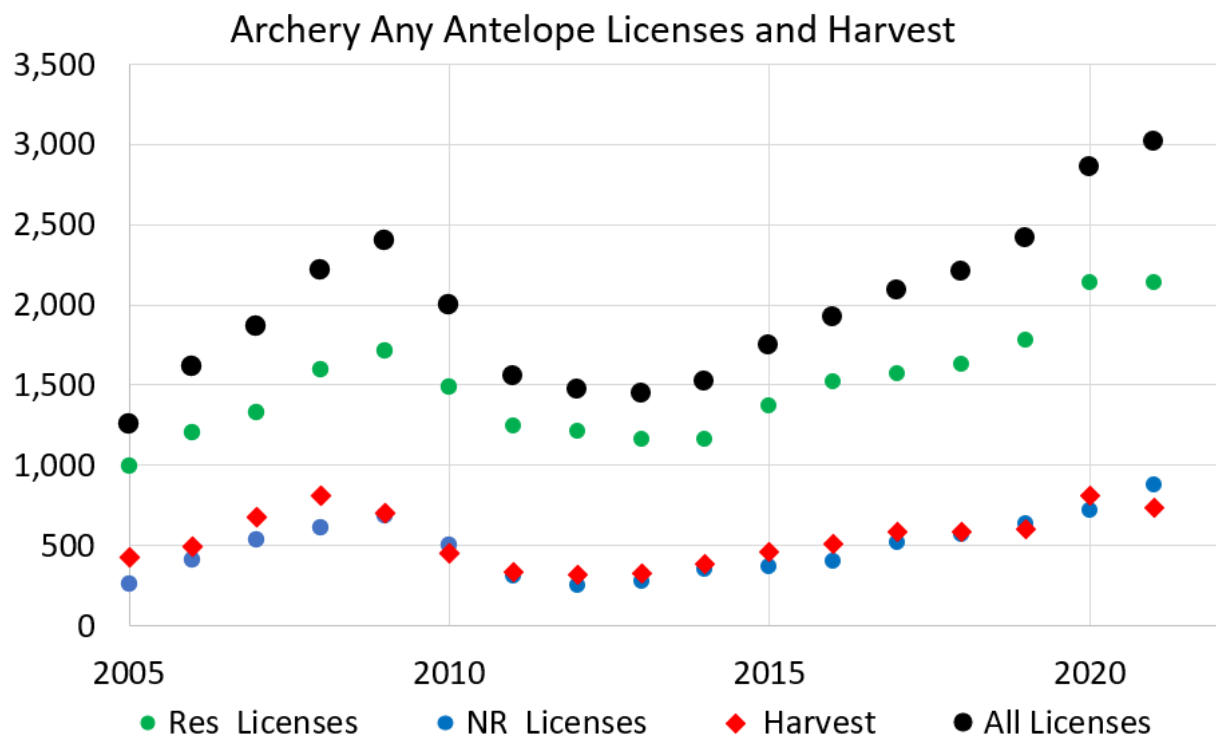 Archery Any Antelope Licenses and Harvest
3,500
3,000
2,500
2,000
1,500
1,000
500
0
2005 2010 2015 2020
Res Licenses NR Licenses Harvest All Licenses